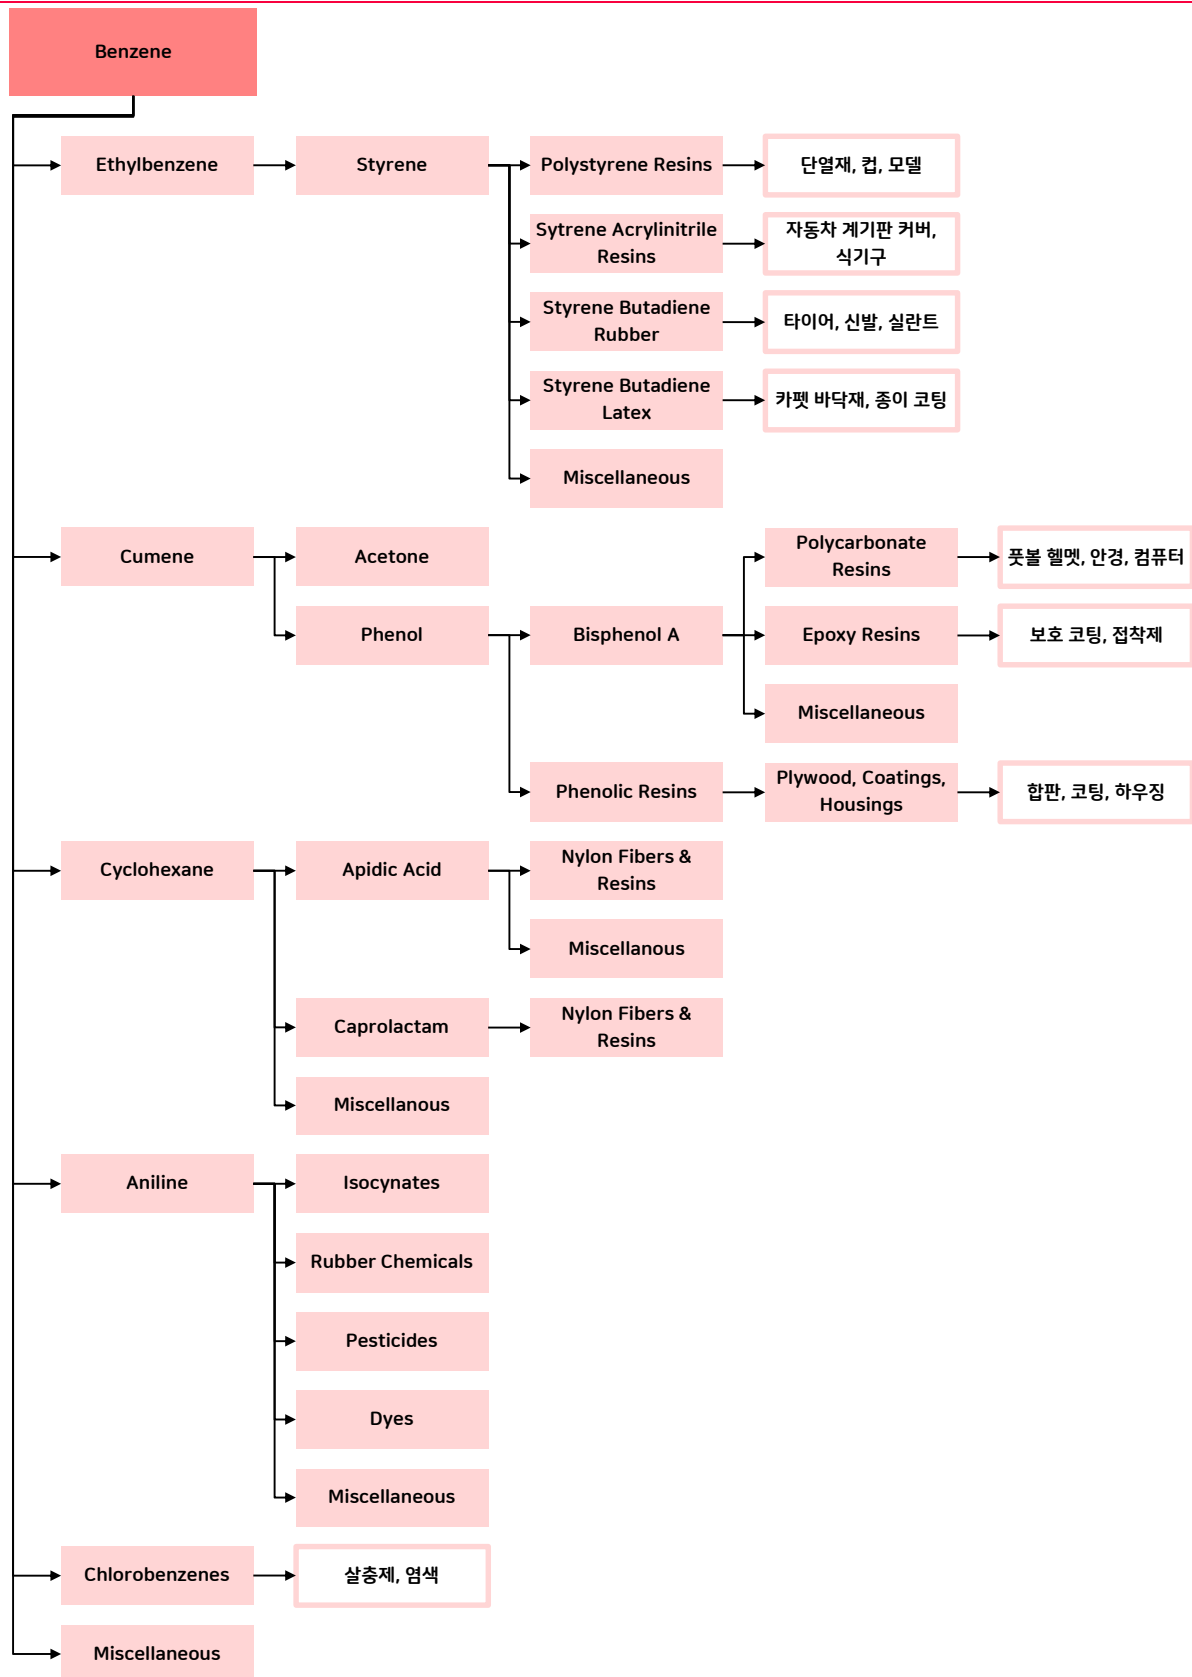 Benzene
Ethylbenzene
Styrene
Polystyrene Resins
단열재, 컵, 모델
Sytrene Acrylinitrile
Resins
자동차 계기판 커버,
식기구
Styrene Butadiene
Rubber
타이어, 신발, 실란트
Styrene Butadiene
Latex
카펫 바닥재, 종이 코팅
Miscellaneous
Cumene
Acetone
Polycarbonate
Resins
풋볼 헬멧, 안경, 컴퓨터
Phenol
Bisphenol A
Epoxy Resins
보호 코팅, 접착제
Miscellaneous
Phenolic Resins
Plywood, Coatings,
Housings
합판, 코팅, 하우징
Cyclohexane
Apidic Acid
Nylon Fibers &
Resins
Miscellanous
Caprolactam
Nylon Fibers &
Resins
Miscellanous
Aniline
Isocynates
Rubber Chemicals
Pesticides
Dyes
Miscellaneous
Chlorobenzenes
살충제, 염색
Miscellaneous